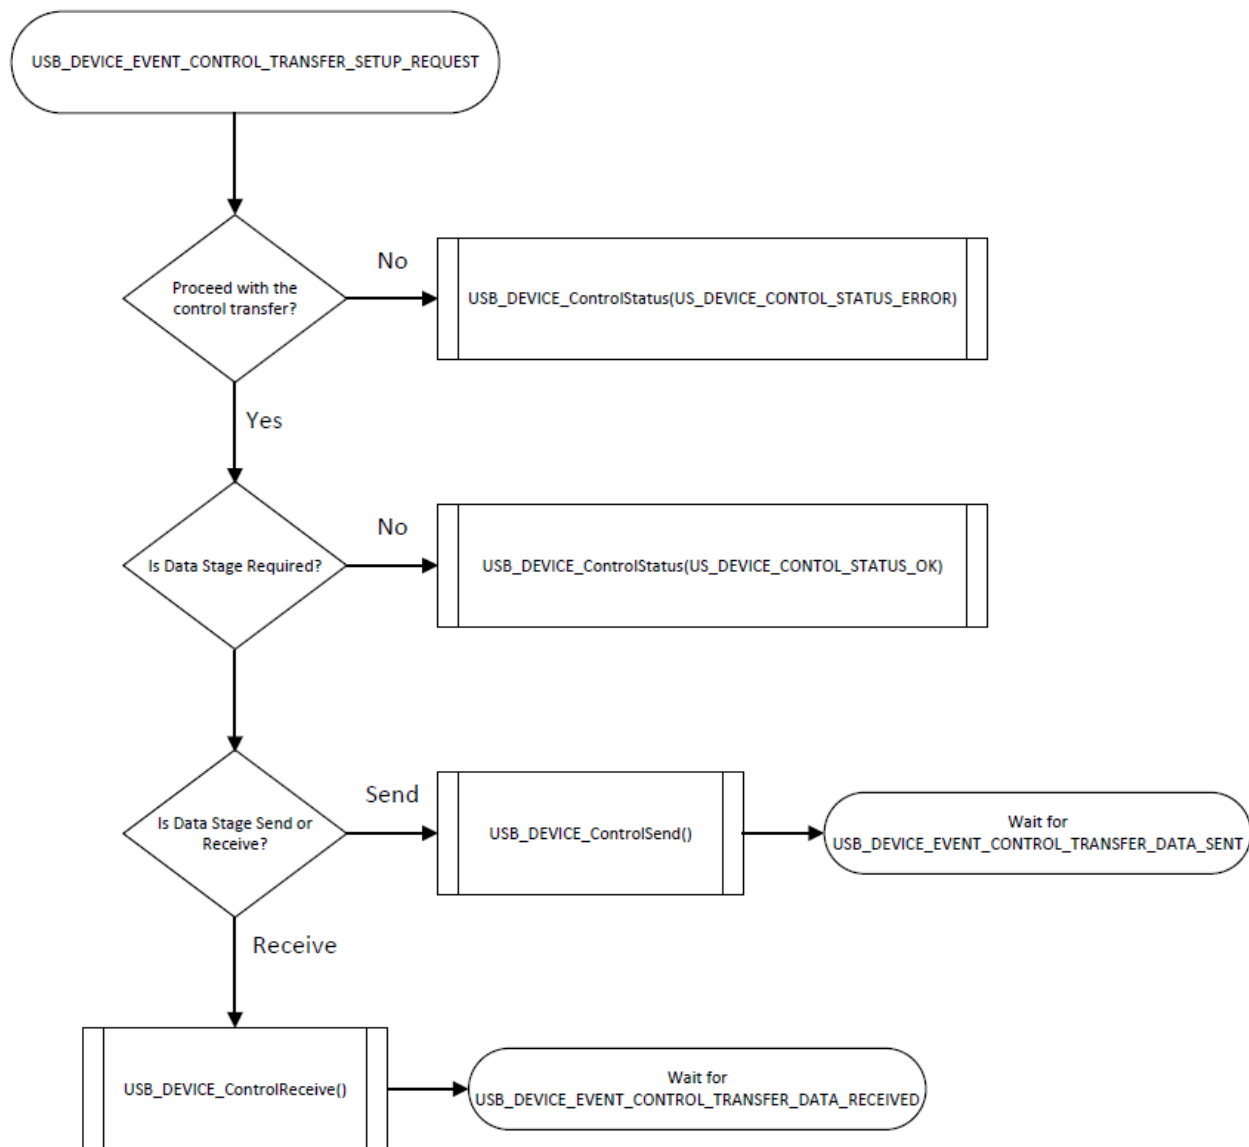 USB_DEVICE_EVENT_CONTROL_TRANSFER_SETUP_REQUEST
Proceed with the
control transfer?
No
USB_DEVICE_ControlStatus(US_DEVICE_CONTOL_STATUS_ERROR)
Yes
Is Data Stage Required?
No
USB_DEVICE_ControlStatus(US_DEVICE_CONTOL_STATUS_OK)
Is Data Stage Send or
Receive?
Send
USB_DEVICE_ControlSend()
Wait for
USB_DEVICE_EVENT_CONTROL_TRANSFER_DATA_SENT
Receive
USB_DEVICE_ControlReceive()
Wait for
USB_DEVICE_EVENT_CONTROL_TRANSFER_DATA_RECEIVED